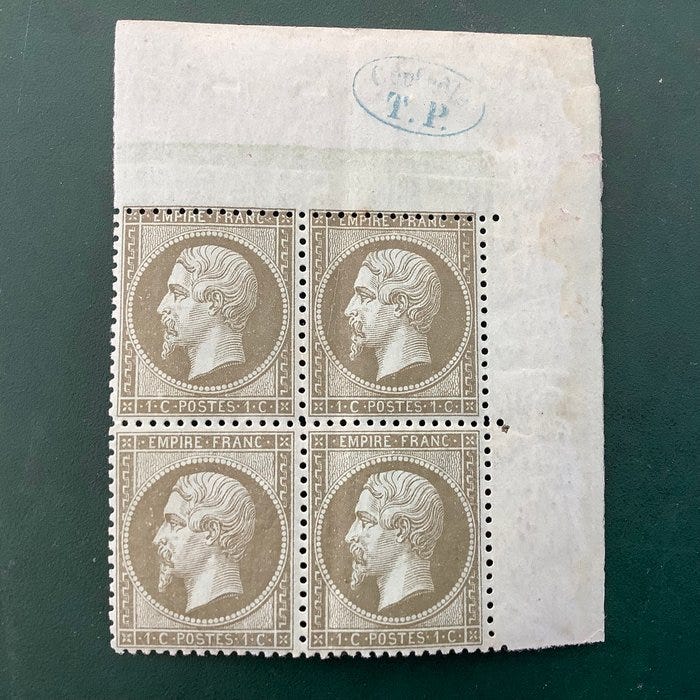 T. P.
EMPIRE · FRANC
EMPIRE · FRANC
1 · C · POSTES · 1 · C
1 · C · POSTES · 1 · C
EMPIRE · FRANC
EMPIRE · FRANC
1 · C · POSTES · 1 · C
1 · C · POSTES · 1 · C